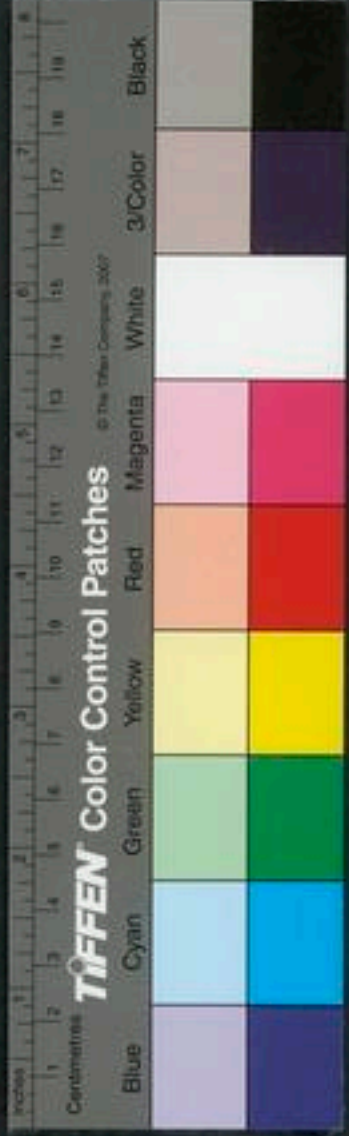 Inches 1 2 3 4 5 6 7 8
Centimetres 1 2 3 4 5 6 7 8 9 10 11 12 13 14 15 16 17 18 19
TIFFEN Color Control Patches © The Tiffen Company, 2007
Blue Cyan Green Yellow Red Magenta White 3/Color Black